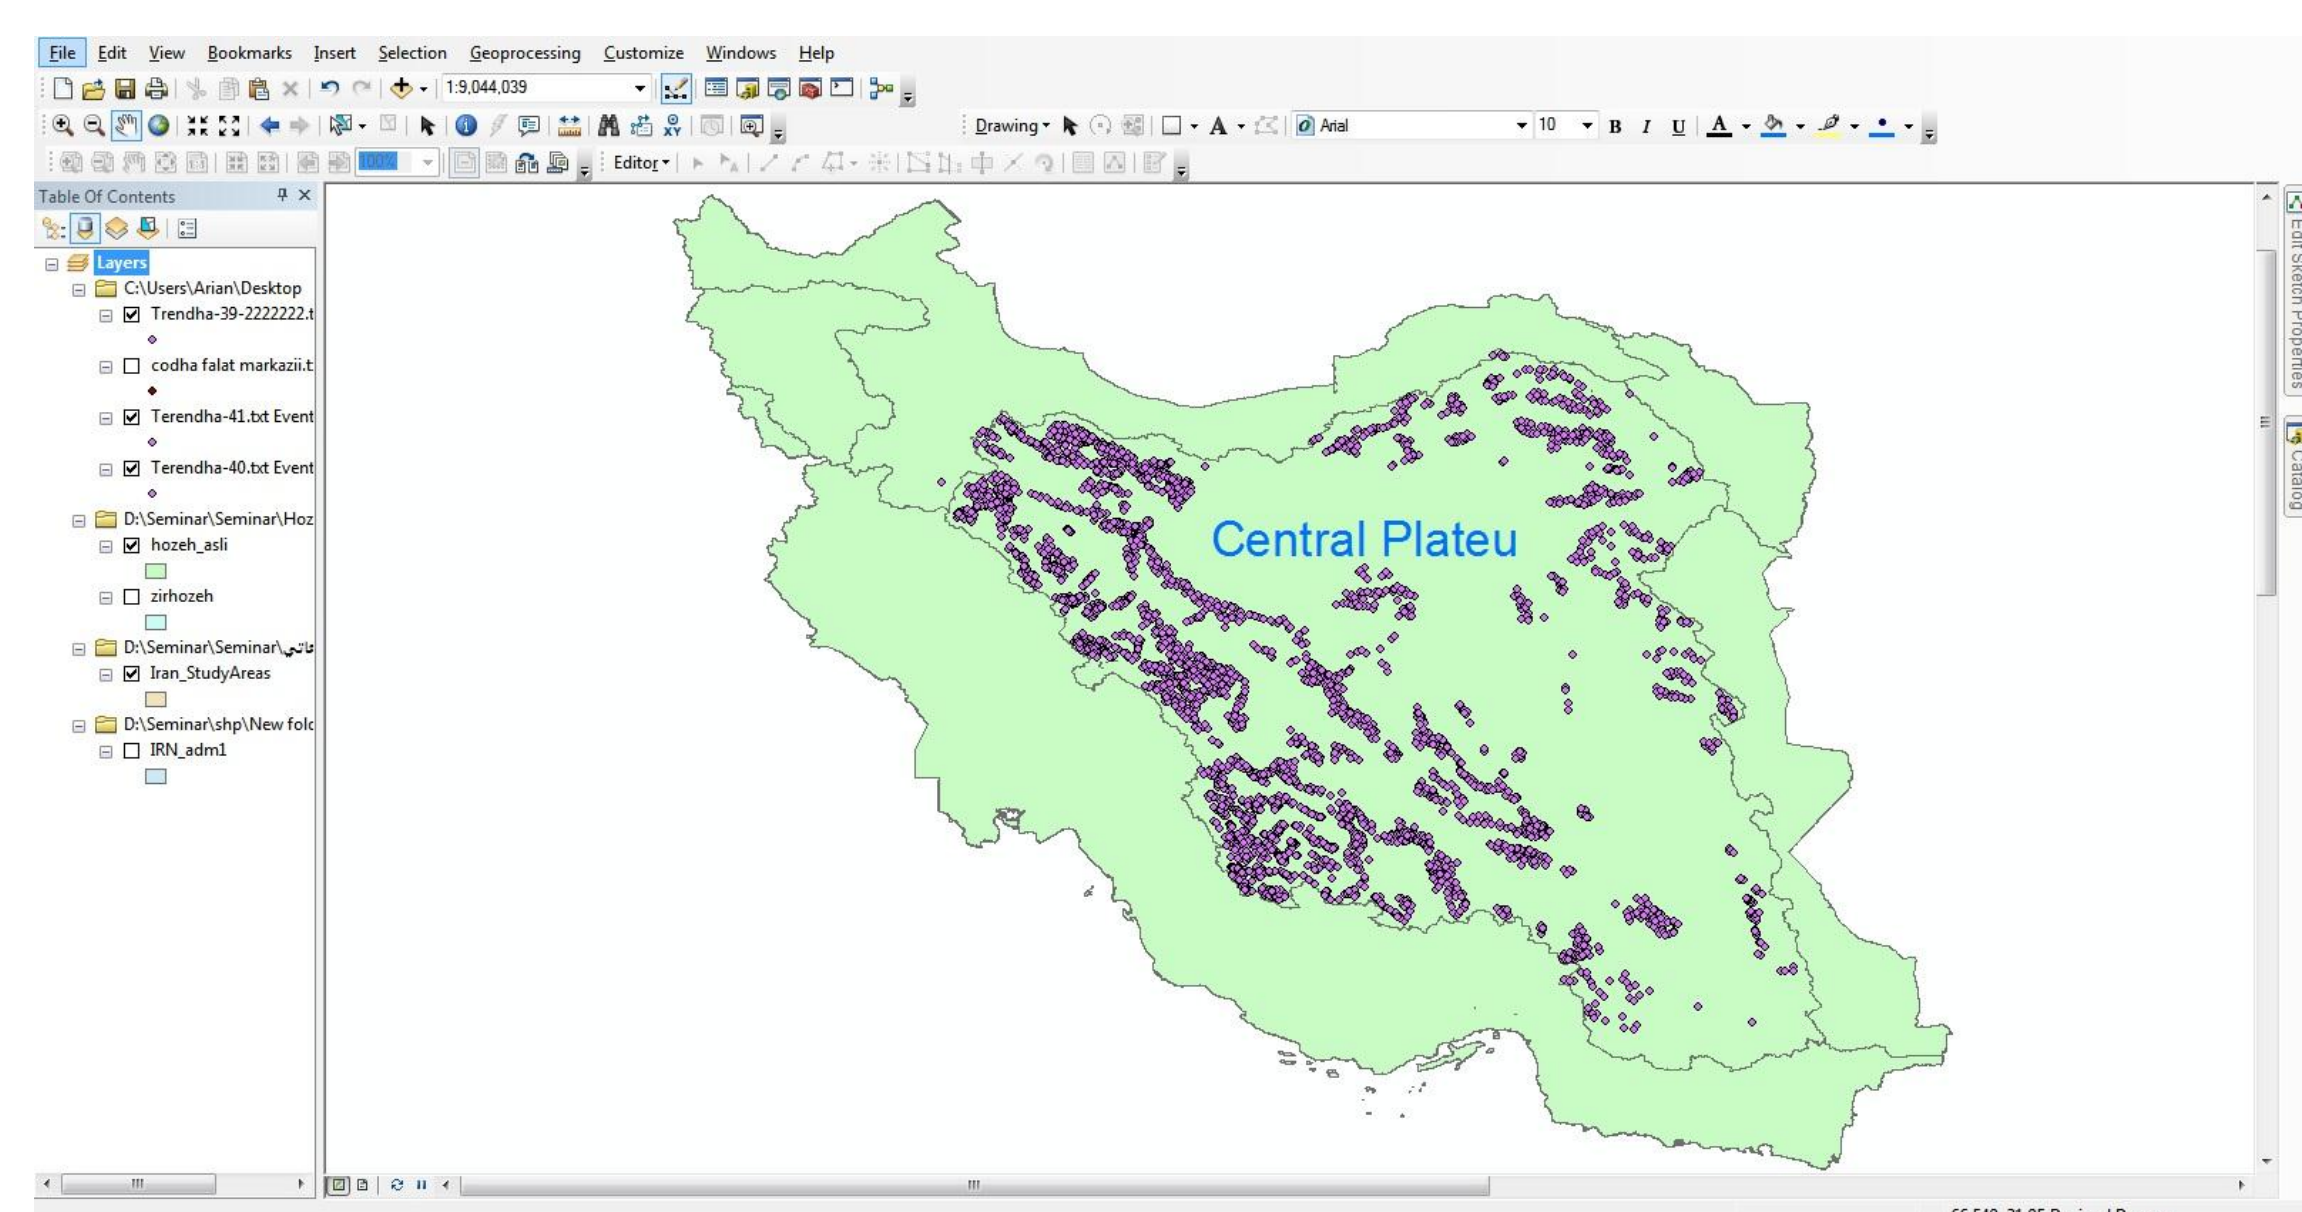 File Edit View Bookmarks Insert Selection Geoprocessing Customize Windows Help
1:9,044,039
Drawing A Arial 10 B I U A
100% Editor
Table Of Contents
Layers
C:\Users\Arian\Desktop
Trendha-39-2222222.t
codha falat markazii.t
Terendha-41.txt Event
Terendha-40.txt Event
D:\Seminar\Seminar\Hoz
hozeh_asli
zirhozeh
D:\Seminar\Seminar\
Iran_StudyAreas
D:\Seminar\shp\New fold
IRN_adm1
Central Plateu
Edit Sketch Properties
Catalog